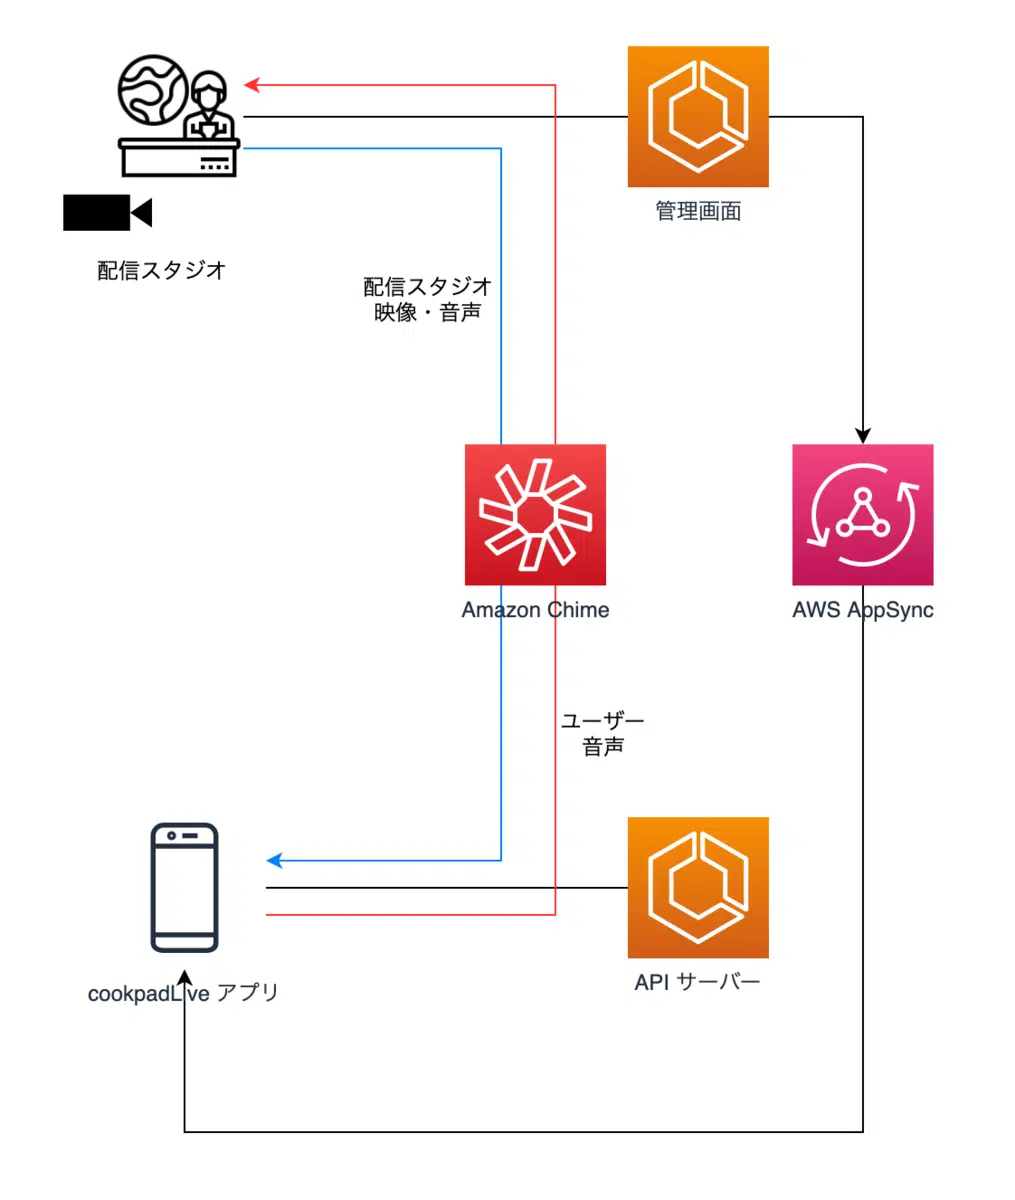 管理画面
配信スタジオ
配信スタジオ
映像・音声
Amazon Chime
AWS AppSync
ユーザー
音声
API サーバー
cookpadLive アプリ